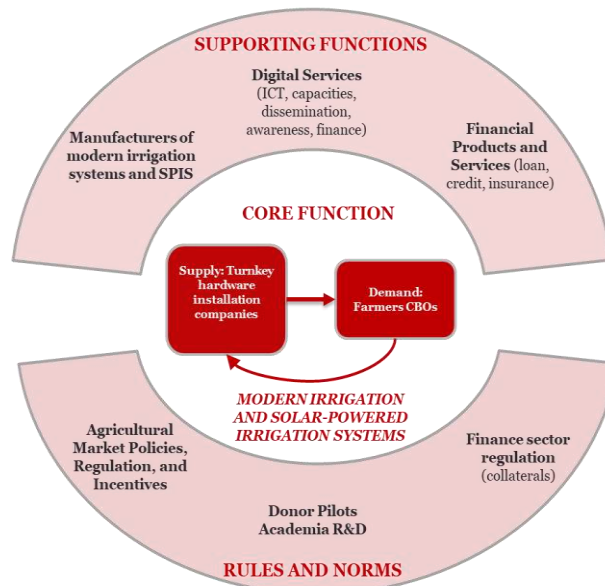 SUPPORTING FUNCTIONS
Digital Services
(ICT, capacities,
dissemination,
awareness, finance)
Manufacturers of
modern irrigation
systems and SPIS
Financial
Products and
Services (loan,
credit, insurance)
CORE FUNCTION
Supply: Turnkey
hardware
installation
companies
Demand:
Farmers CBOs
MODERN IRRIGATION
AND SOLAR-POWERED
IRRIGATION SYSTEMS
Agricultural
Market Policies,
Regulation, and
Incentives
Finance sector
regulation
(collaterals)
Donor Pilots
Academia R&D
RULES AND NORMS